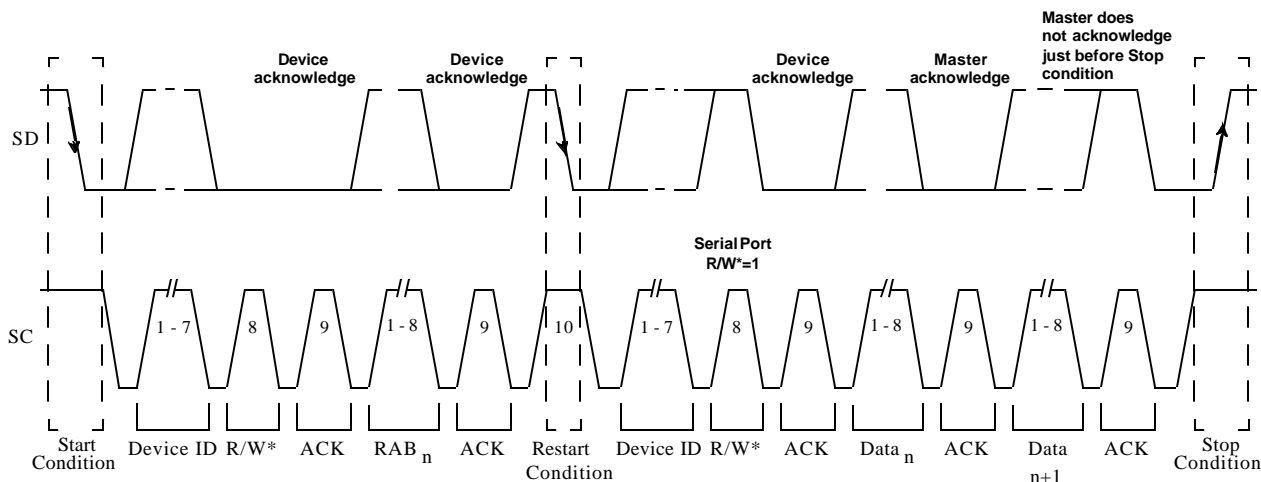 Master does
not acknowledge
just before Stop
condition
Device
acknowledge
Device
acknowledge
Device
acknowledge
Master
acknowledge
SD
Serial Port
R/W*=1
SC
1 - 7
8
9
1 - 8
9
10
1 - 7
8
9
1 - 8
9
1 - 8
9
Start
Condition
Device ID
R/W*
ACK
RAB n
ACK
Restart
Condition
Device ID
R/W*
ACK
Data n
ACK
Data
n+1
ACK
Stop
Condition